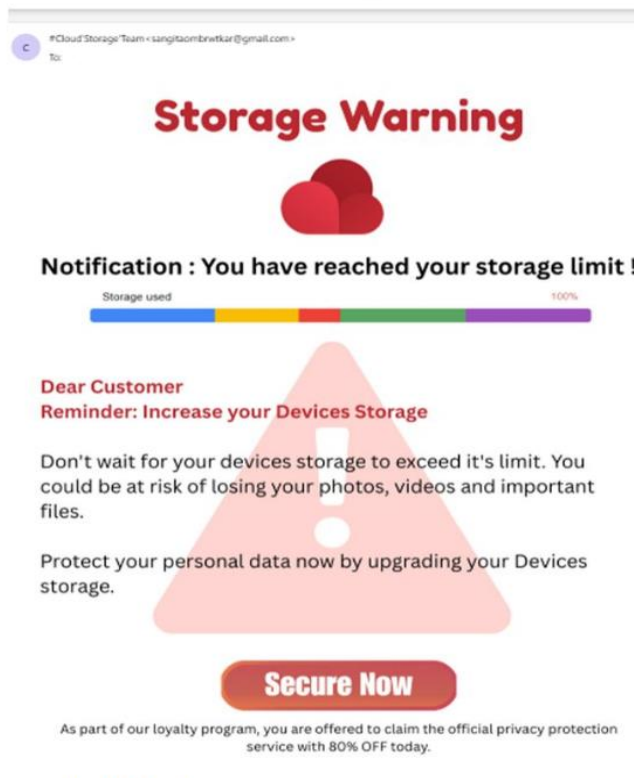 C
#Cloud'Storage'Team <sangitaombrwtkar@gmail.com>
To:
Storage Warning
Notification : You have reached your storage limit !
Storage used 100%
Dear Customer
Reminder: Increase your Devices Storage
Don't wait for your devices storage to exceed it's limit. You
could be at risk of losing your photos, videos and important
files.
Protect your personal data now by upgrading your Devices
storage.
Secure Now
As part of our loyalty program, you are offered to claim the official privacy protection
service with 80% OFF today.